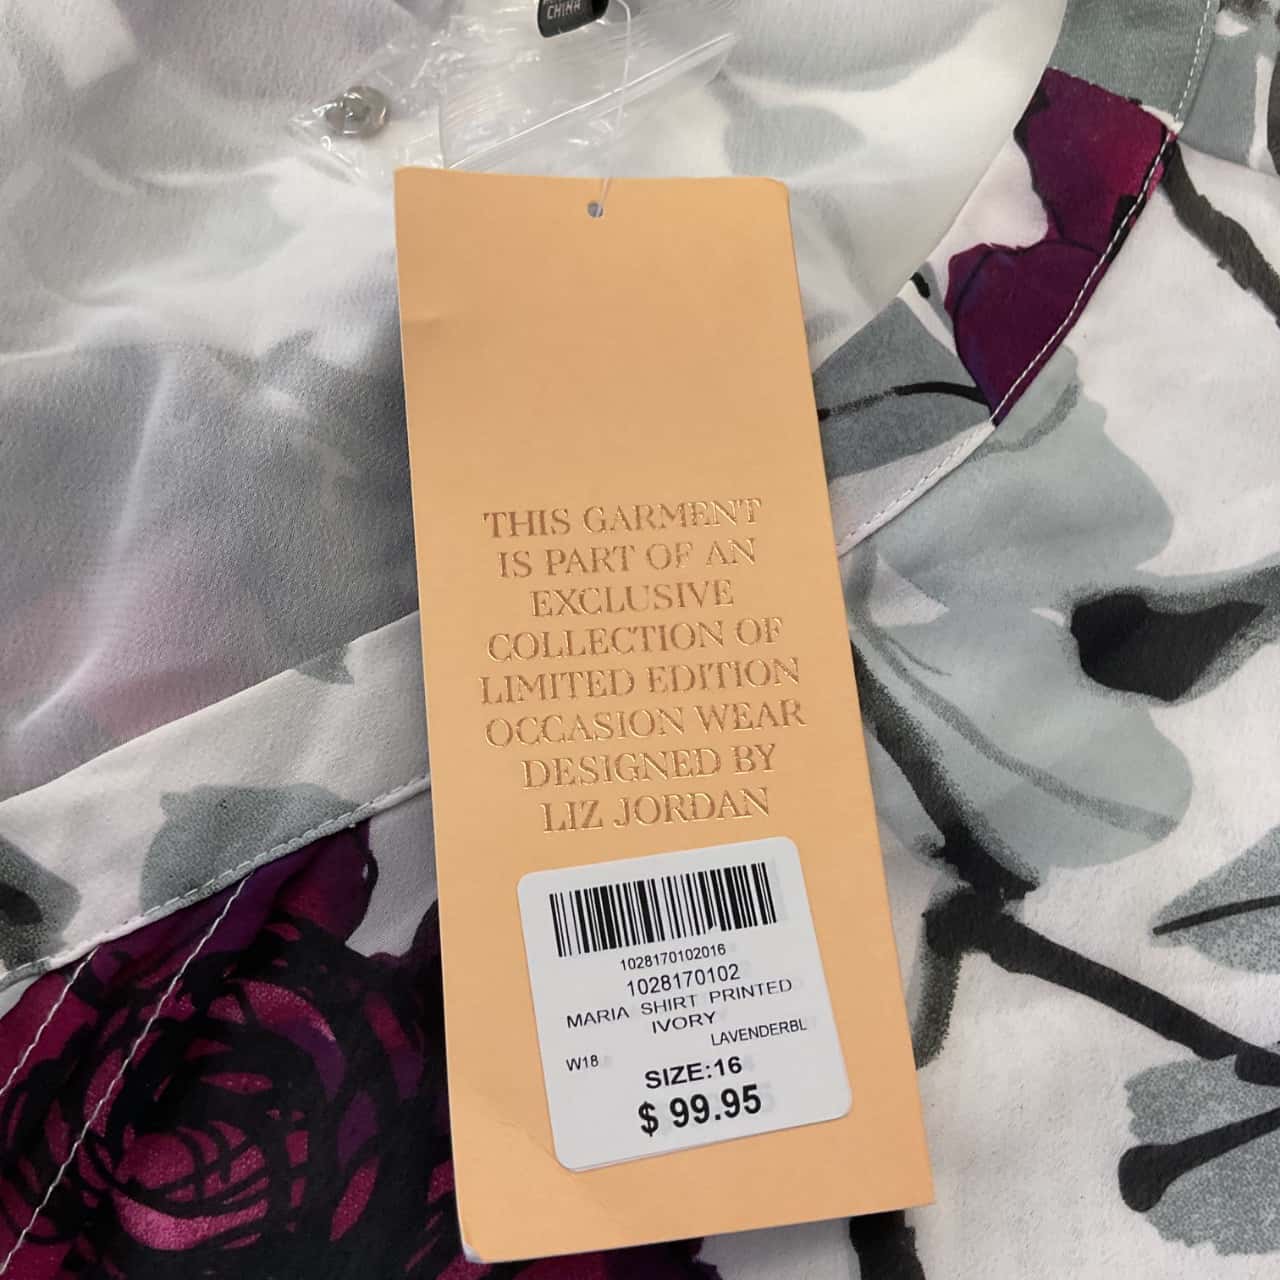 CHINA
THIS GARMENT
IS PART OF AN
EXCLUSIVE
COLLECTION OF
LIMITED EDITION
OCCASION WEAR
DESIGNED BY
LIZ JORDAN
1028170102016
1028170102
MARIA SHIRT PRINTED
IVORY
LAVENDERBL
W18
SIZE:16
$ 99.95